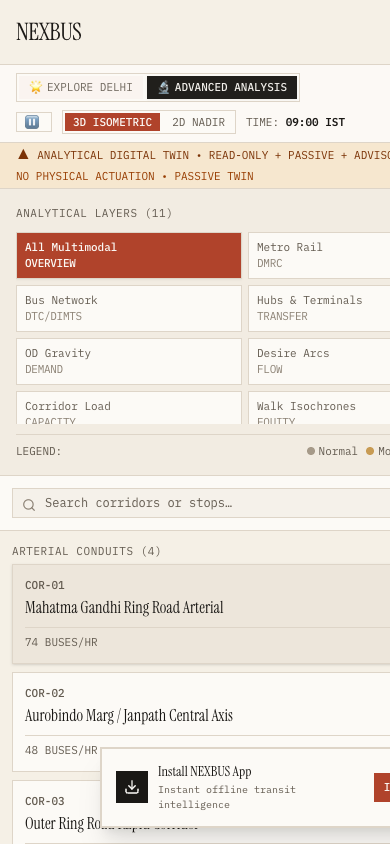 NEXBUS
🌟 EXPLORE DELHI 🔬 ADVANCED ANALYSIS
3D ISOMETRIC 2D NADIR TIME: 09:00 IST
▲ ANALYTICAL DIGITAL TWIN • READ-ONLY + PASSIVE +
NO PHYSICAL ACTUATION • PASSIVE TWIN
ANALYTICAL LAYERS (11)
All Multimodal Metro Rail
OVERVIEW DMRC
Bus Network Hubs & Terminals
DTC/DIMTS TRANSFER
OD Gravity Desire Arcs
DEMAND FLOW
Corridor Load Walk Isochrones
CAPACITY EQUITY
LEGEND: Normal
Search corridors or stops…
ARTERIAL CONDUITS (4)
COR-01
Mahatma Gandhi Ring Road Arterial
74 BUSES/HR
COR-02
Aurobindo Marg / Janpath Central Axis
48 BUSES/HR
Install NEXBUS App
Instant offline transit
intelligence
COR-03
Outer Ring